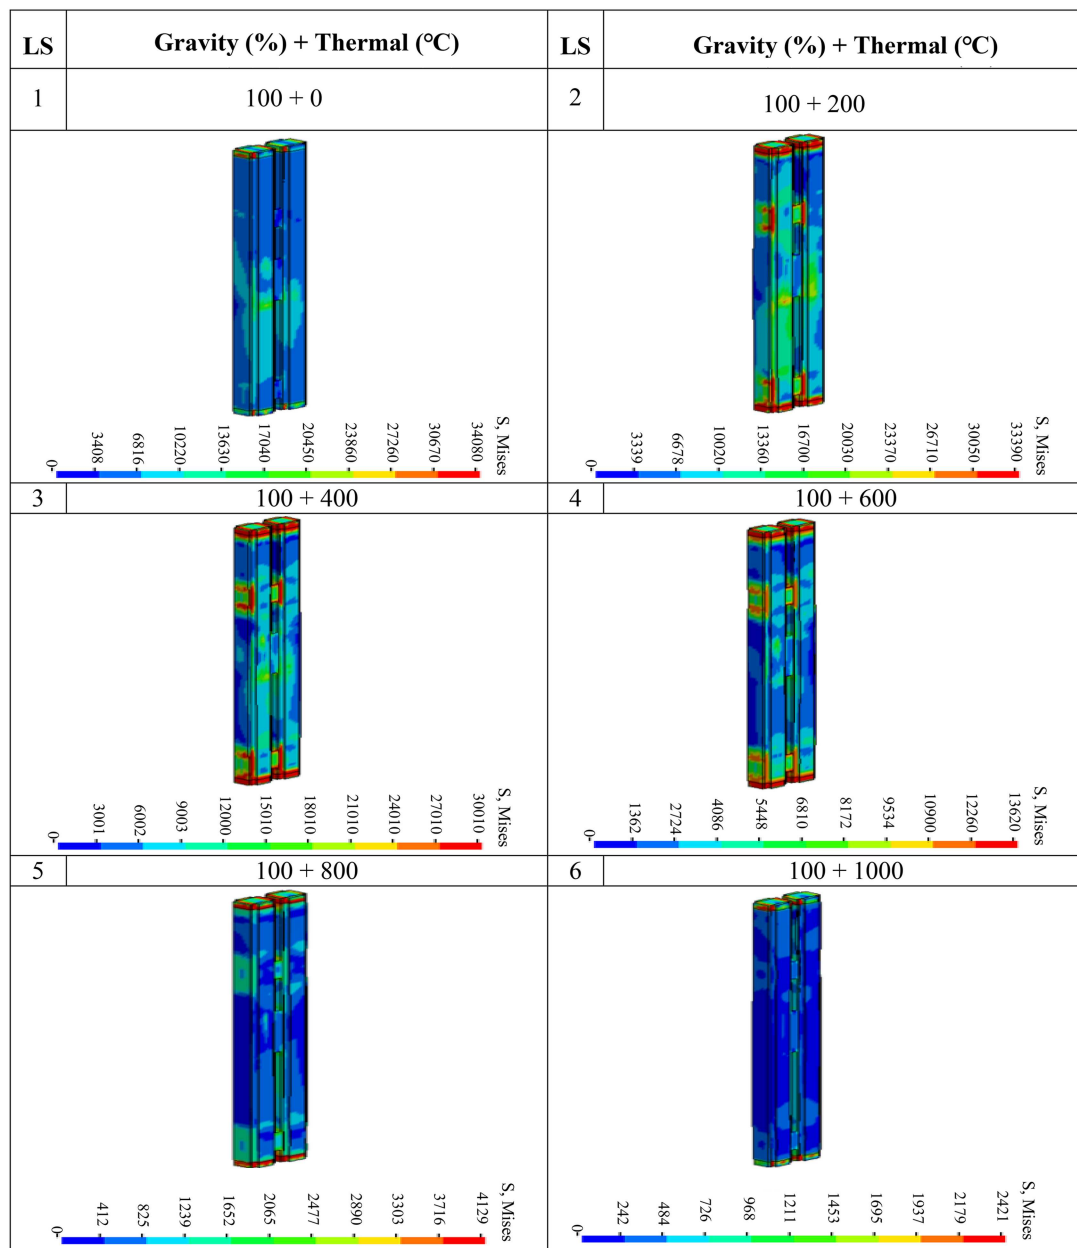 LS Gravity (%) + Thermal (℃) LS Gravity (%) + Thermal (℃)
1 100 + 0 2 100 + 200
S, Mises
0 3408 6816 10220 13630 17040 20450 23860 27260 30670 34080
S, Mises
0 3339 6678 10020 13360 16700 20030 23370 26710 30050 33390
3 100 + 400 4 100 + 600
S, Mises
0 3001 6002 9003 12000 15010 18010 21010 24010 27010 30010
S, Mises
0 1362 2724 4086 5448 6810 8172 9534 10900 12260 13620
5 100 + 800 6 100 + 1000
S, Mises
0 412 825 1239 1652 2065 2477 2890 3303 3716 4129
S, Mises
0 242 484 726 968 1211 1453 1695 1937 2179 2421